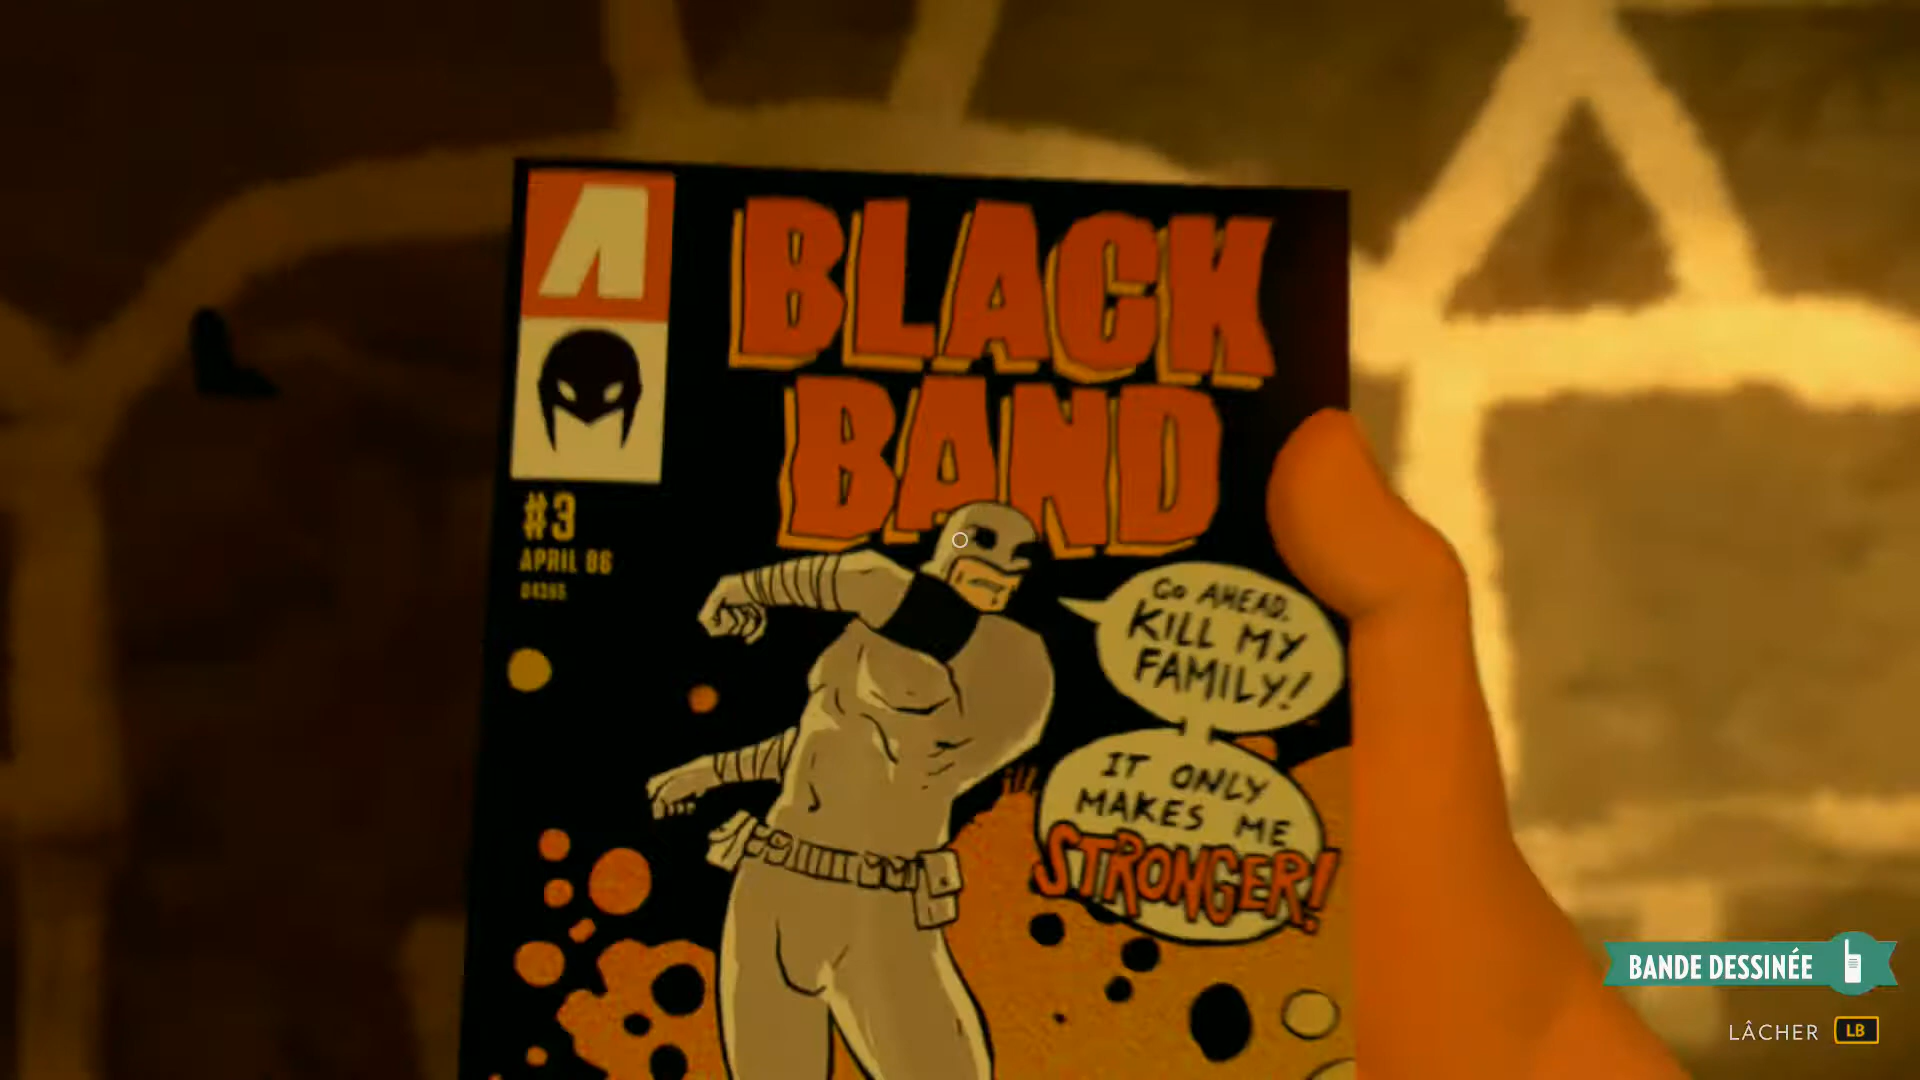 BLACK
BAND
#3
APRIL 86
GO AHEAD,
KILL MY
FAMILY!
IT ONLY
MAKES ME
STRONGER!
BANDE DESSINÉE
LÂCHER LB